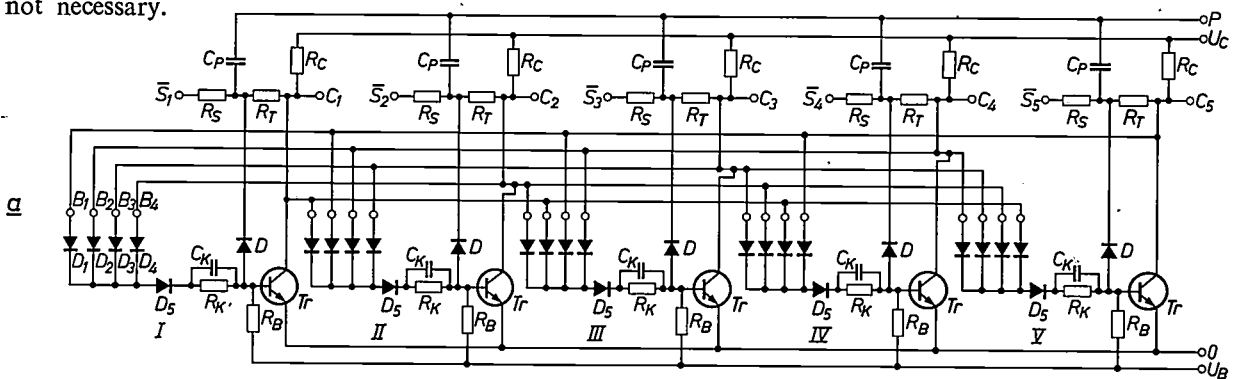 not necessary.
P
U_C
C_P R_C C_P R_C C_P R_C C_P R_C C_P R_C
S̅_1 R_S R_T C_1 S̅_2 R_S R_T C_2 S̅_3 R_S R_T C_3 S̅_4 R_S R_T C_4 S̅_5 R_S R_T C_5
a
B_1 B_2 B_3 B_4
D_1 D_2 D_3 D_4 C_K D C_K D C_K D C_K D C_K D
D_5 R_K Tr D_5 R_K Tr D_5 R_K Tr D_5 R_K Tr D_5 R_K Tr
I R_B II R_B III R_B IV R_B V R_B
0
U_B